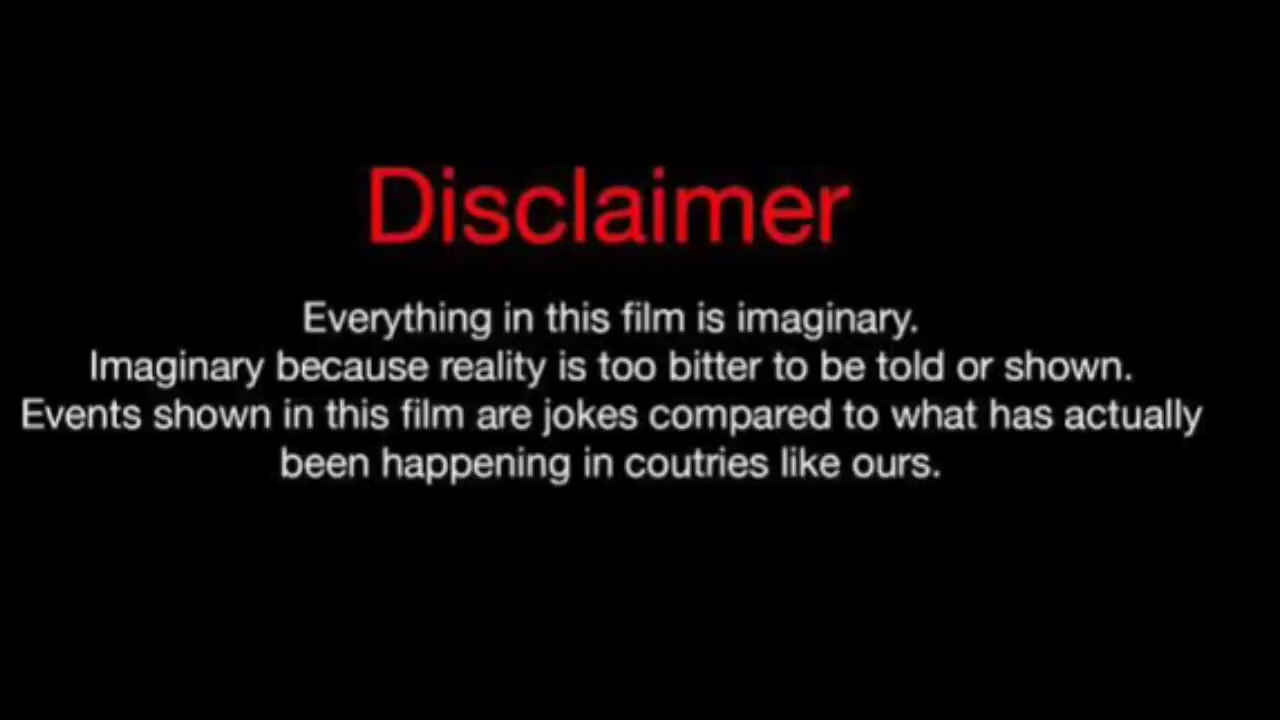 Disclaimer
Everything in this film is imaginary.
Imaginary because reality is too bitter to be told or shown.
Events shown in this film are jokes compared to what has actually
been happening in coutries like ours.